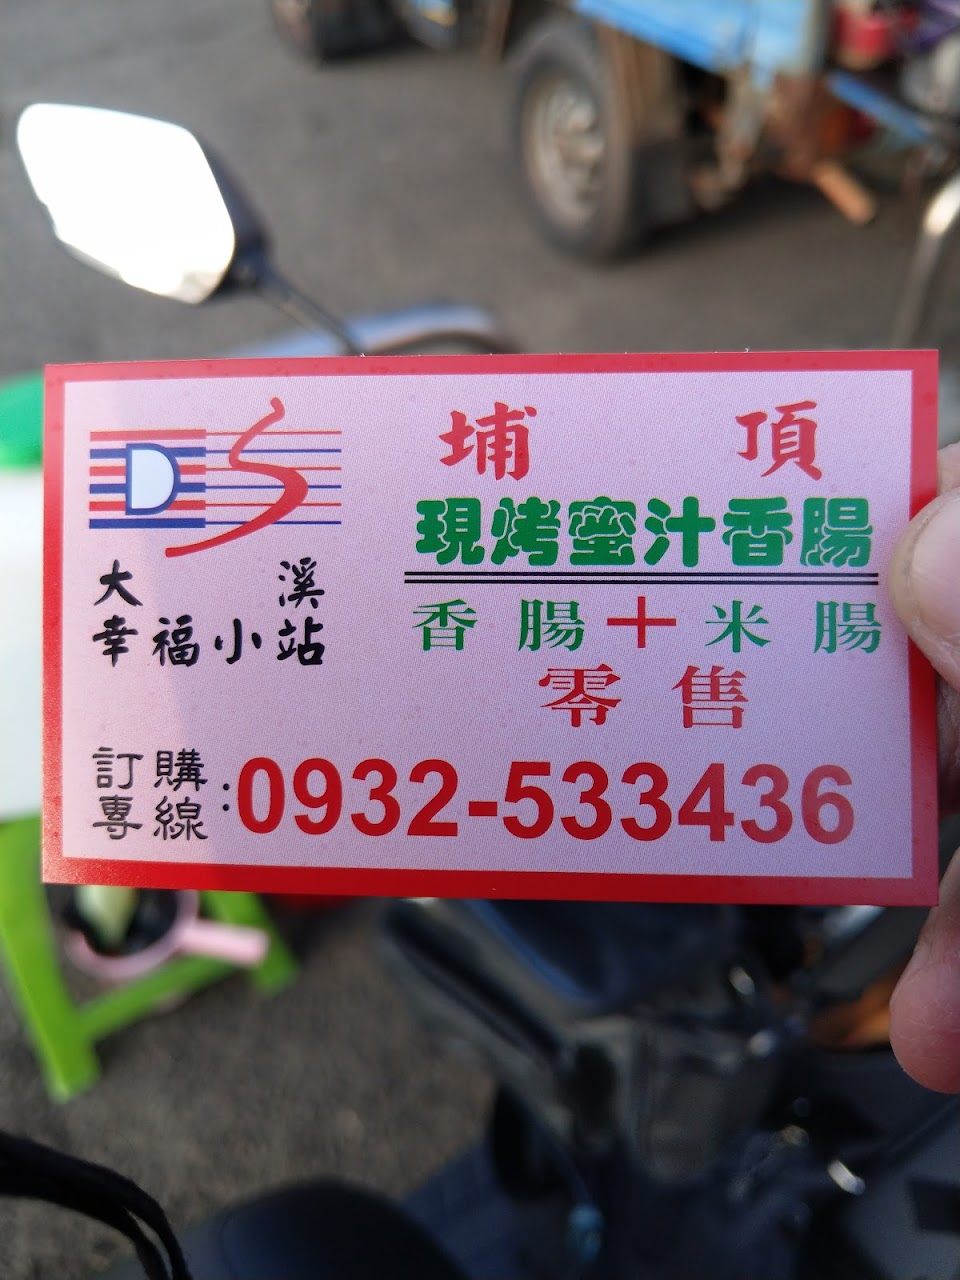 DS
大溪
幸福小站
埔頂
現烤蜜汁香腸
香腸+米腸
零售
訂購專線:0932-533436